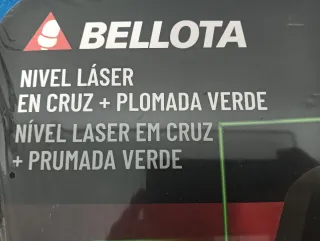 BELLOTA
NIVEL LÁSER
EN CRUZ + PLOMADA VERDE
NÍVEL LASER EM CRUZ
+ PRUMADA VERDE